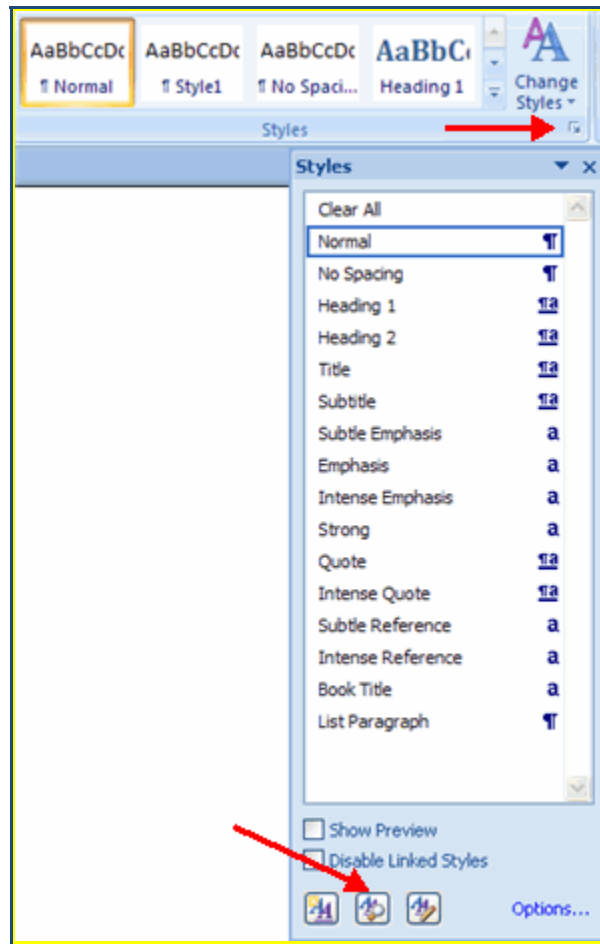 AaBbCcDc AaBbCcDc AaBbCcDc AaBbC
¶ Normal ¶ Style1 ¶ No Spaci... Heading 1
Change
Styles
Styles
Styles
Clear All
Normal ¶
No Spacing ¶
Heading 1 ¶a
Heading 2 ¶a
Title ¶a
Subtitle ¶a
Subtle Emphasis a
Emphasis a
Intense Emphasis a
Strong a
Quote ¶a
Intense Quote ¶a
Subtle Reference a
Intense Reference a
Book Title a
List Paragraph ¶
Show Preview
Disable Linked Styles
Options...